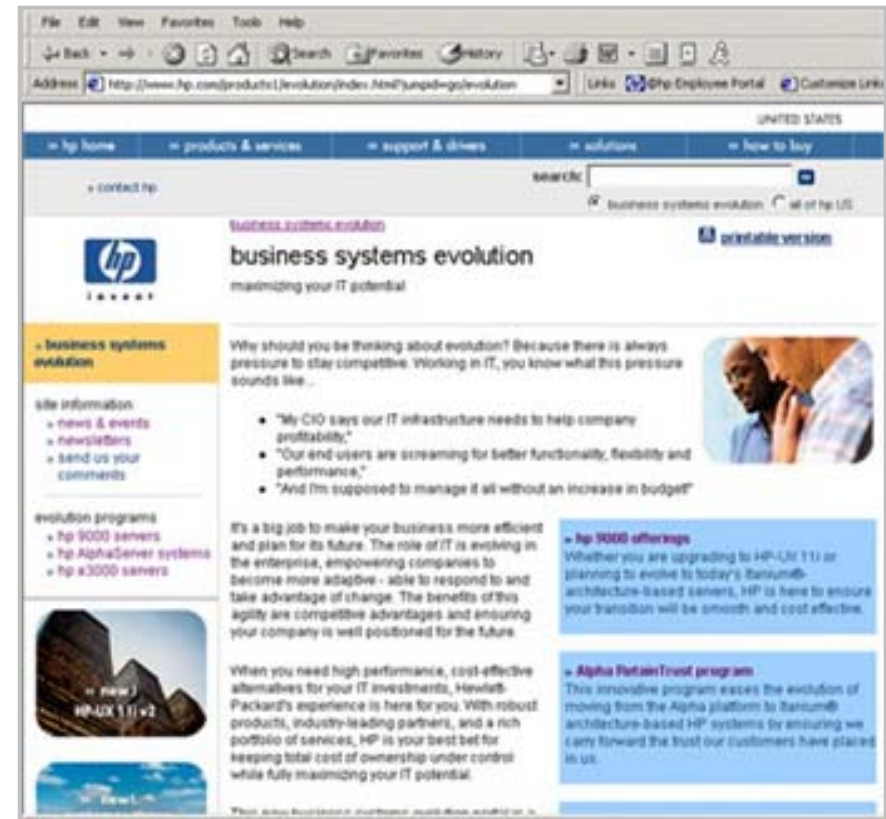 File Edit View Favorites Tools Help
Back Search Favorites History
Address http://www.hp.com/products1/evolution/index.html?jumpid=go/evolution Links @hp Employee Portal Customize Links
UNITED STATES
» hp home » products & services » support & drivers » solutions » how to buy
» contact hp
search:
business systems evolution all of hp US
business systems evolution
printable version
business systems evolution
maximizing your IT potential
hp
invent
» business systems
evolution
site information
» news & events
» newsletters
» send us your
comments
evolution programs
» hp 9000 servers
» hp AlphaServer systems
» hp e3000 servers
» new!
HP-UX 11i v2
» new!
Why should you be thinking about evolution? Because there is always
pressure to stay competitive. Working in IT, you know what this pressure
sounds like...
• "My CIO says our IT infrastructure needs to help company
profitability,"
• "Our end users are screaming for better functionality, flexibility and
performance,"
• "And I'm supposed to manage it all without an increase in budget!"
It's a big job to make your business more efficient
and plan for its future. The role of IT is evolving in
the enterprise, empowering companies to
become more adaptive - able to respond to and
take advantage of change. The benefits of this
agility are competitive advantages and ensuring
your company is well positioned for the future.
When you need high performance, cost-effective
alternatives for your IT investments, Hewlett-
Packard's experience is here for you. With robust
products, industry-leading partners, and a rich
portfolio of services, HP is your best bet for
keeping total cost of ownership under control
while fully maximizing your IT potential.
This new business systems evolution portal is a
» hp 9000 offerings
Whether you are upgrading to HP-UX 11i or
planning to evolve to today's Itanium®-
architecture-based servers, HP is here to ensure
your transition will be smooth and cost effective.
» Alpha RetainTrust program
This innovative program eases the evolution of
moving from the Alpha platform to Itanium®-
architecture-based HP systems by ensuring we
carry forward the trust our customers have placed
in us.